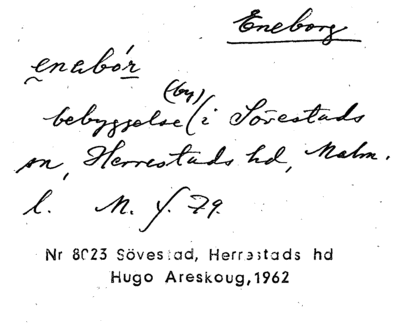 Eneborg
enabór
(by)
bebyggelse (i Sövestads
sn, Herrestads hd, Malm.
l. M. f. 79.
Nr 8023 Sövestad, Herrestads hd
Hugo Areskoug, 1962